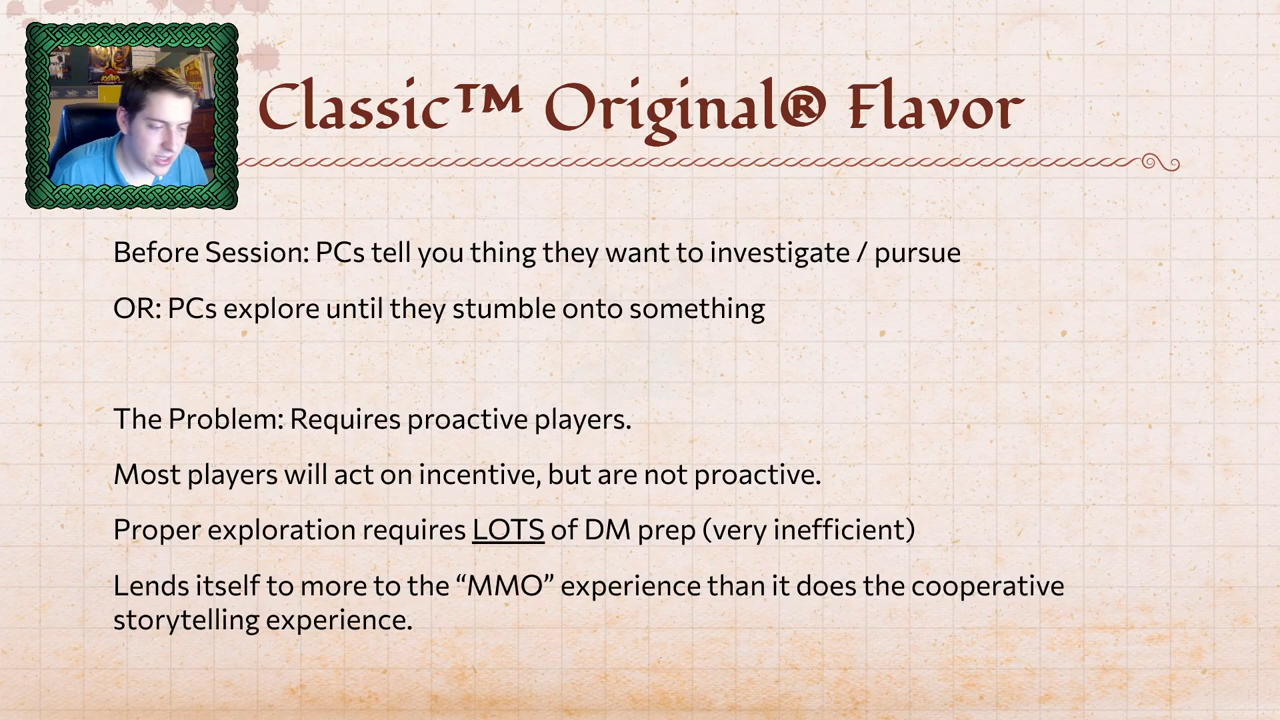 Classic™ Original® Flavor
Before Session: PCs tell you thing they want to investigate / pursue
OR: PCs explore until they stumble onto something
The Problem: Requires proactive players.
Most players will act on incentive, but are not proactive.
Proper exploration requires LOTS of DM prep (very inefficient)
Lends itself to more to the “MMO” experience than it does the cooperative
storytelling experience.